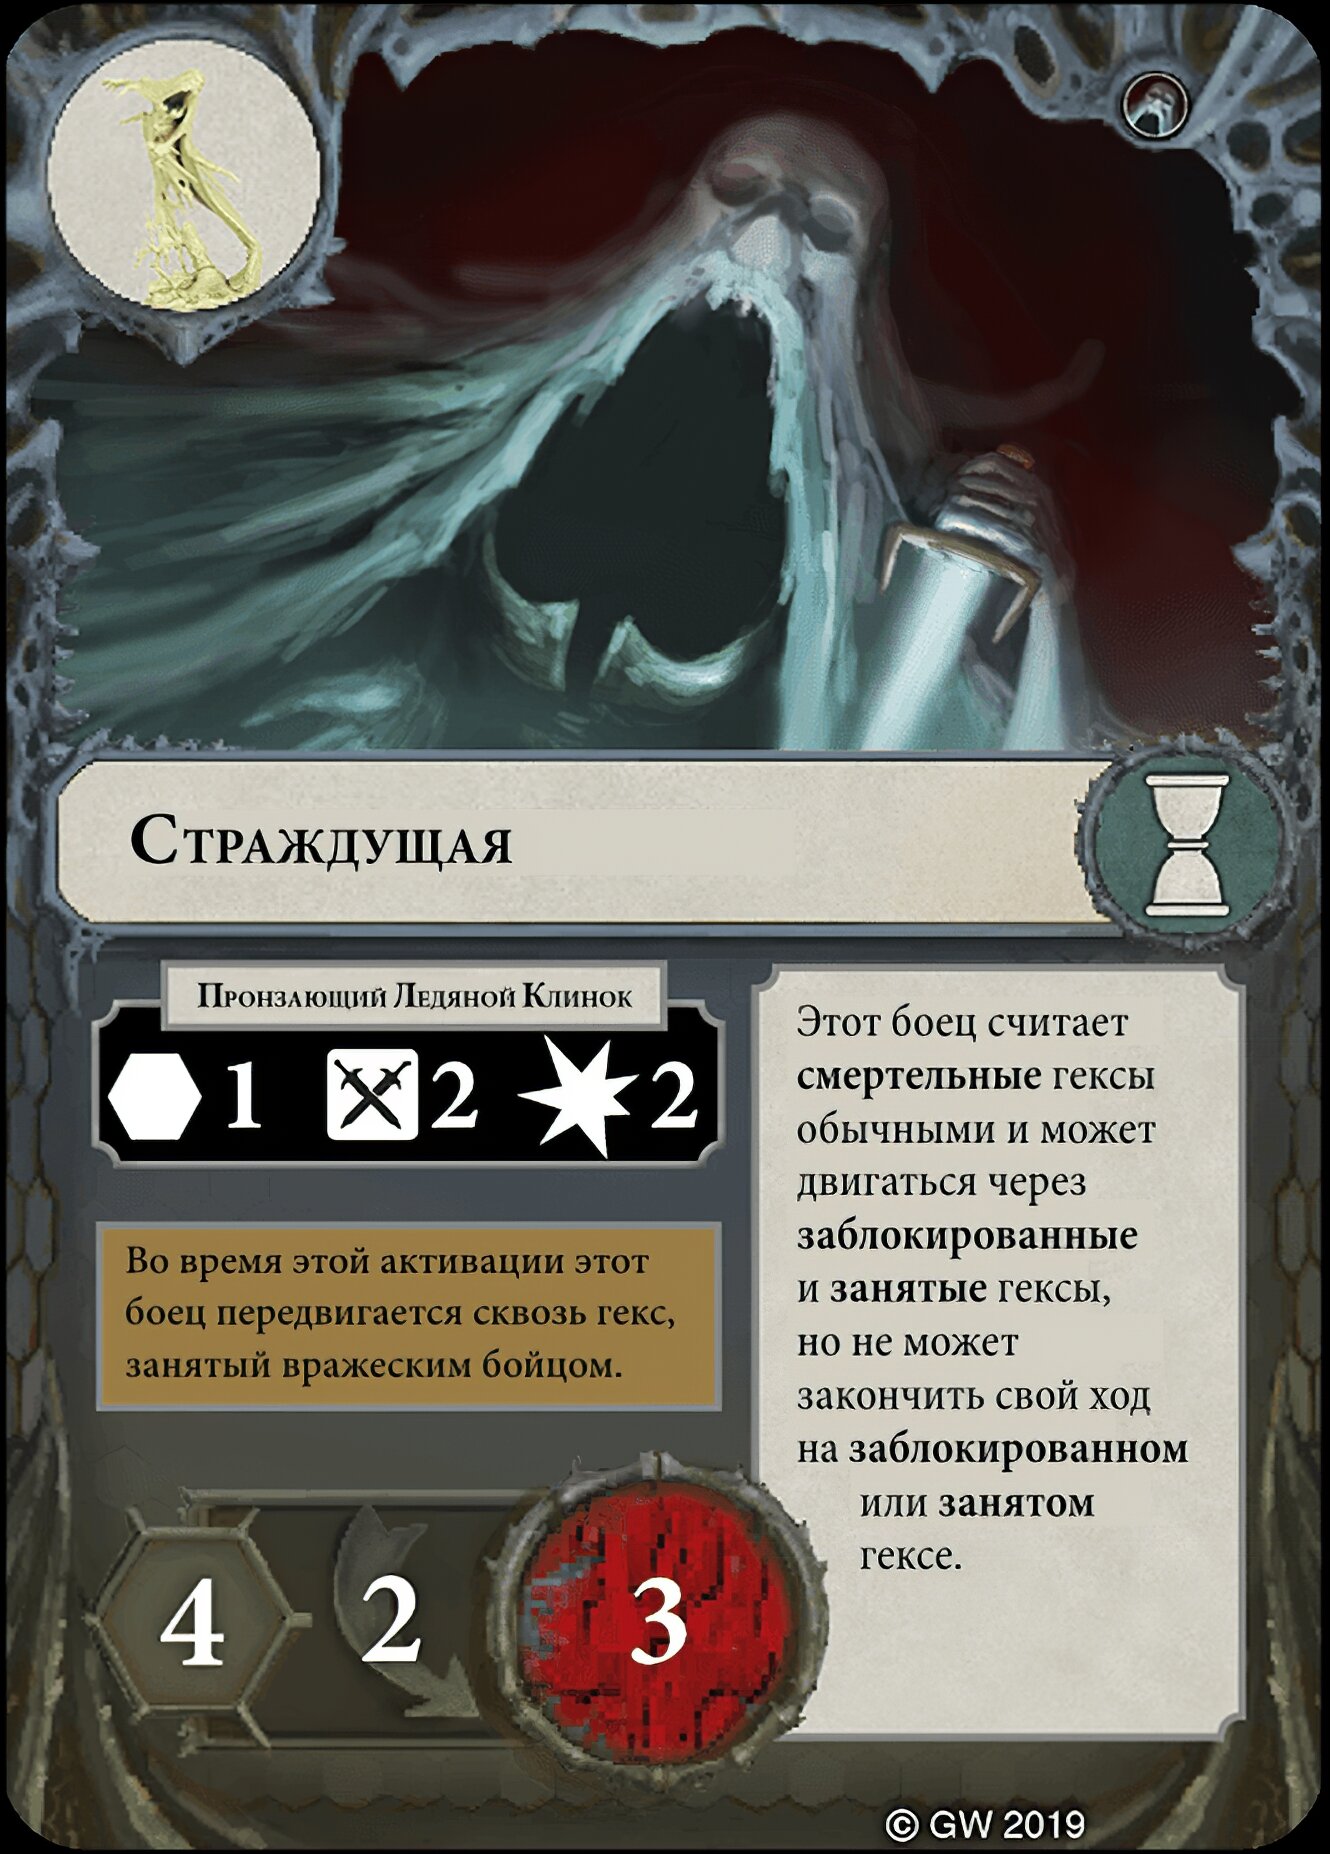 Страждущая
Пронзающий Ледяной Клинок
1 2 2
Во время этой активации этот
боец передвигается сквозь гекс,
занятый вражеским бойцом.
4 2 3
Этот боец считает
смертельные гексы
обычными и может
двигаться через
заблокированные
и занятые гексы,
но не может
закончить свой ход
на заблокированном
или занятом
гексе.
© GW 2019